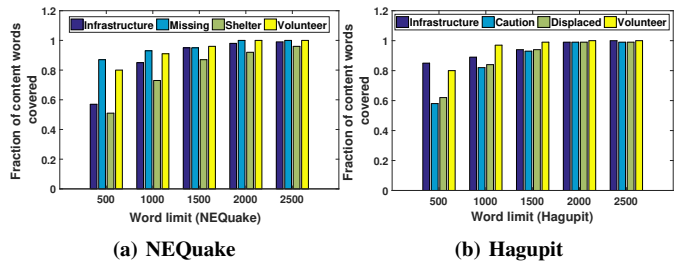 Infrastructure Missing Shelter Volunteer
Fraction of content words
covered
1.2
1
0.8
0.6
0.4
0.2
0
500 1000 1500 2000 2500
Word limit (NEQuake)
(a) NEQuake
Infrastructure Caution Displaced Volunteer
Fraction of content words
covered
1.2
1
0.8
0.6
0.4
0.2
0
500 1000 1500 2000 2500
Word limit (Hagupit)
(b) Hagupit